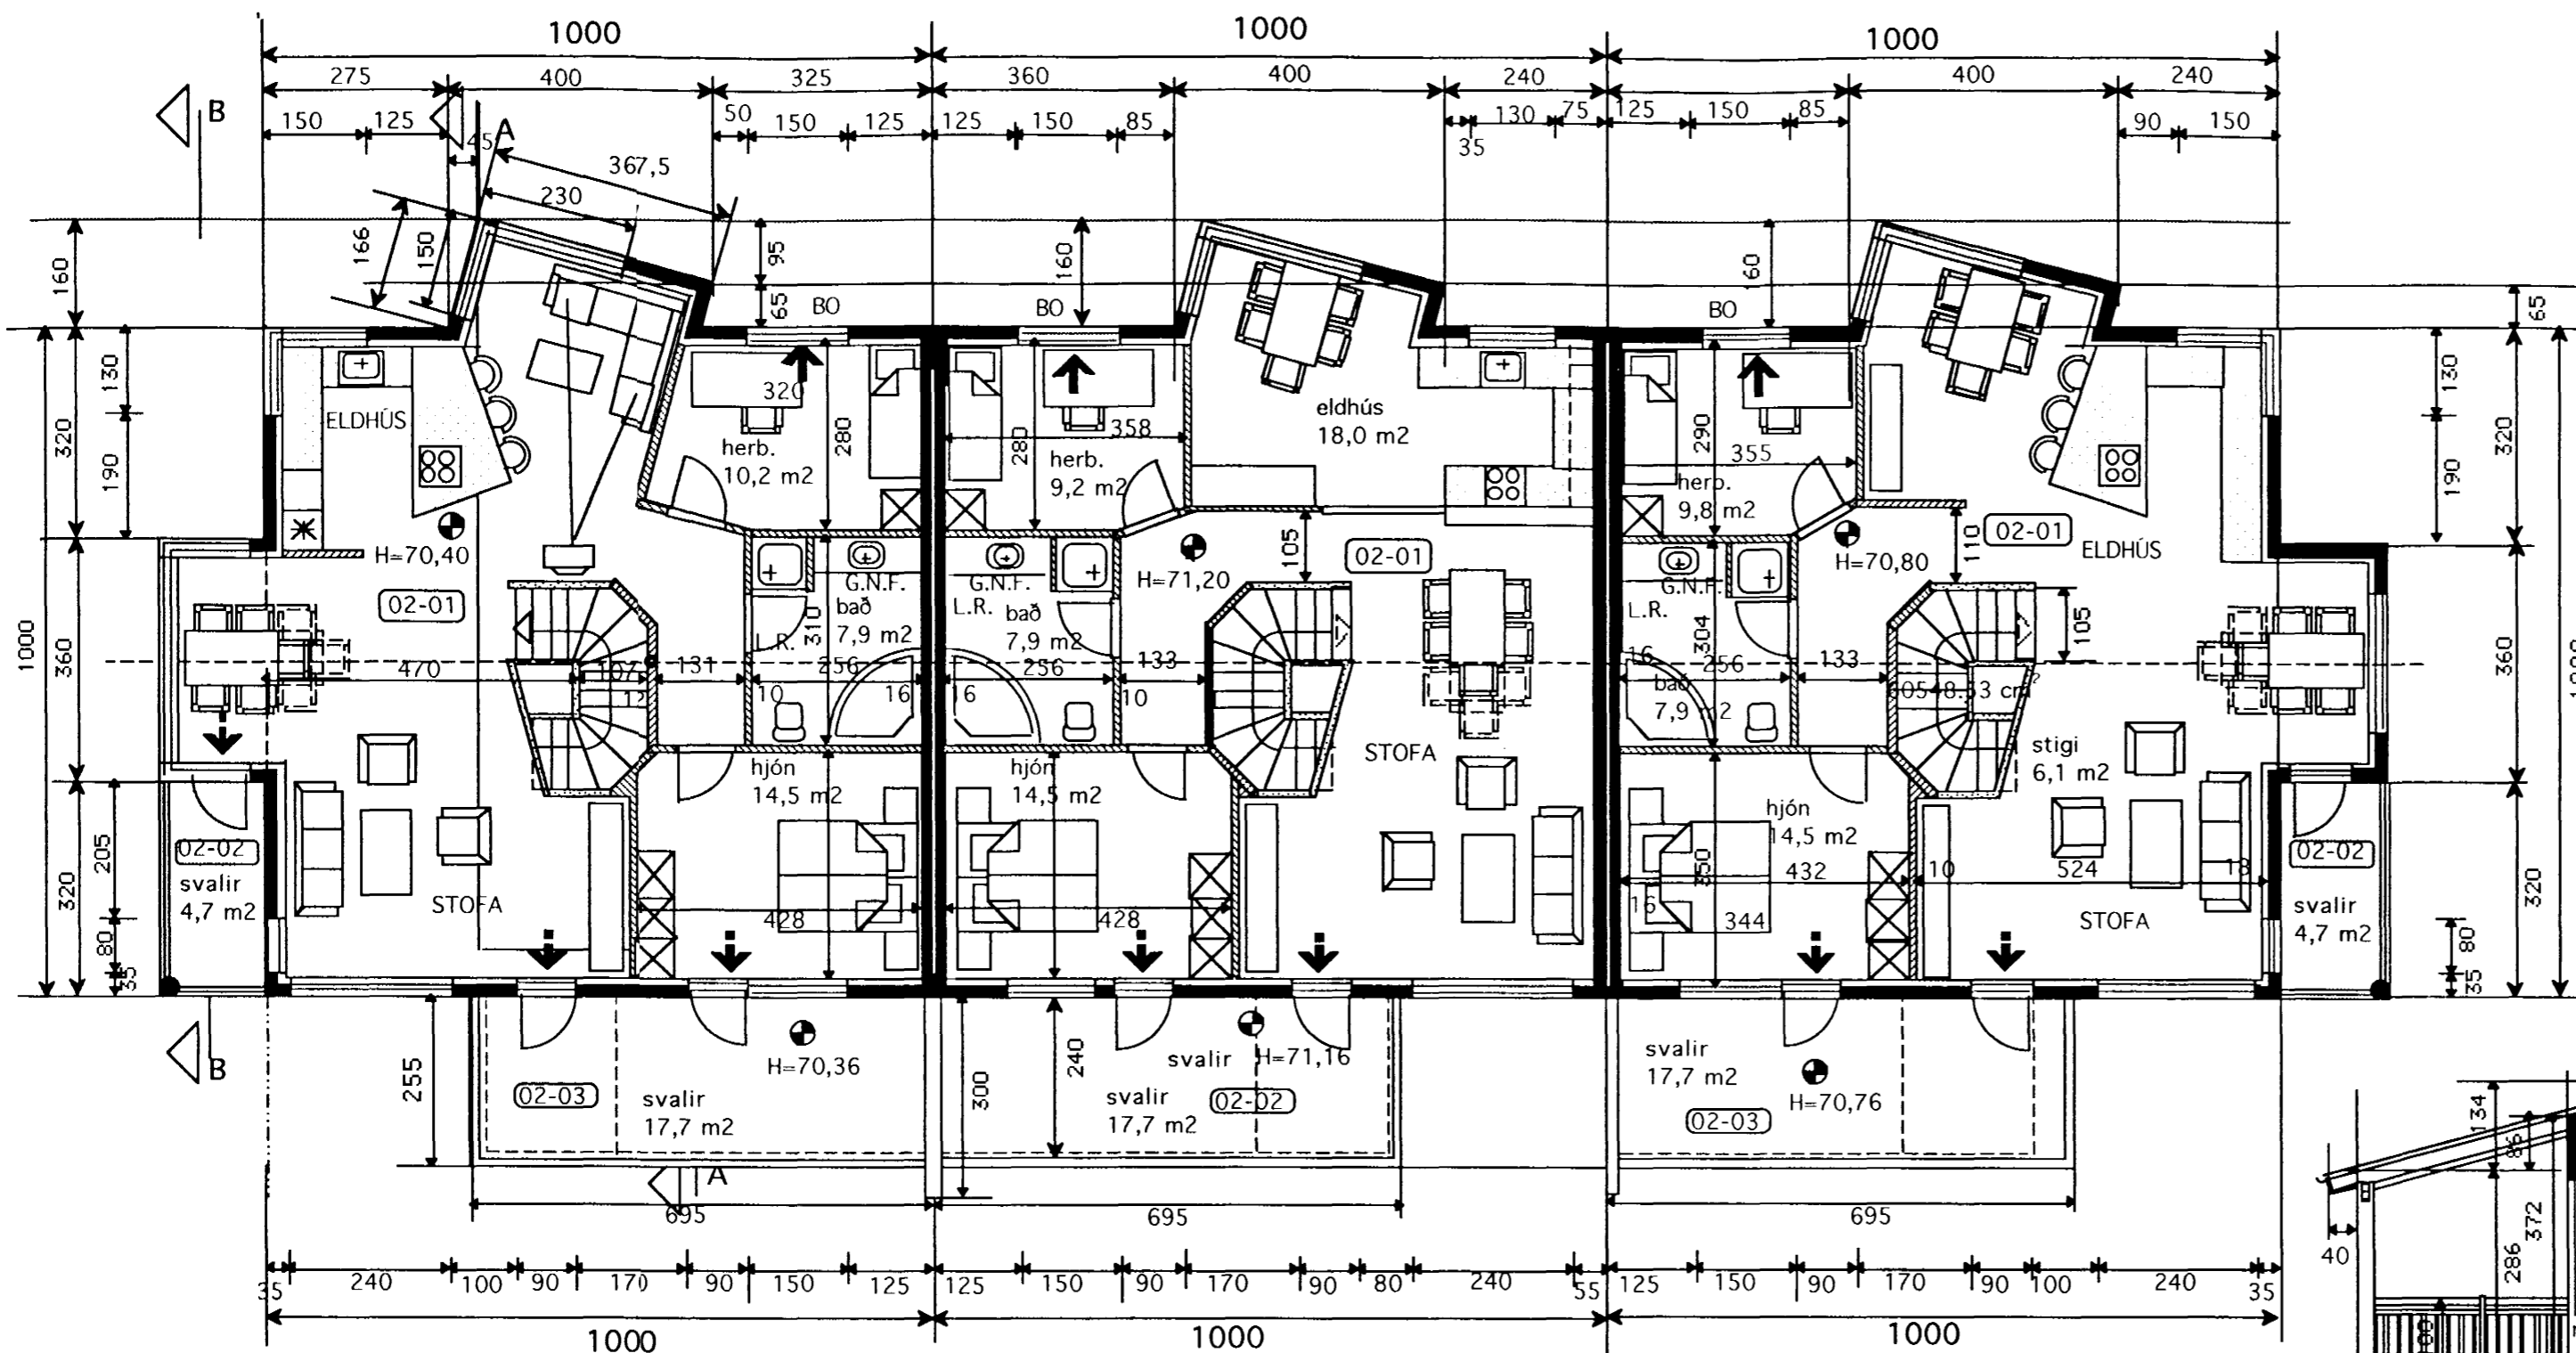 1000 1000 1000
275 400 325 360 400 240 400 240
B 150 125 A 50 150 125 125 150 85 130 75 125 150 85 90 150
45 367,5 35
230
166 150 95 160 60
160 65 BO BO BO 65
130 320 130
ELDHÚS 280 358 eldhús 290
320 herb. 280 herb. 18,0 m2 355 320
190 10,2 m2 9,2 m2 herb. 190
9,8 m2
H=70,40 105 02-01 110 02-01 ELDHÚS
G.N.F. G.N.F. H=71,20 G.N.F. H=70,80
02-01 bað L.R. bað L.R. 105
1000 360 L.R. 310 7,9 m2 7,9 m2 304 360
470 107 131 256 256 133 16 256 133
10 16 16 10 bað 60548.53 cm²
7,9 m2
STOFA stigi
hjón hjón 6,1 m2
14,5 m2 14,5 m2 hjón
14,5 m2
205 02-02 02-02
320 svalir 350 432 10 524 18 320
4,7 m2 STOFA 16 svalir
80 428 428 344 STOFA 4,7 m2 80
35 35
svalir
255 H=70,36 240 svalir H=71,16 17,7 m2
B 02-03 svalir 300 svalir 02-02 H=70,76
17,7 m2 17,7 m2 02-03 134
86
A
695 695 695 372
40 286
35 240 100 90 170 90 150 125 125 150 90 170 90 80 240 55 125 150 90 170 90 100 240 35
1000 1000 1000